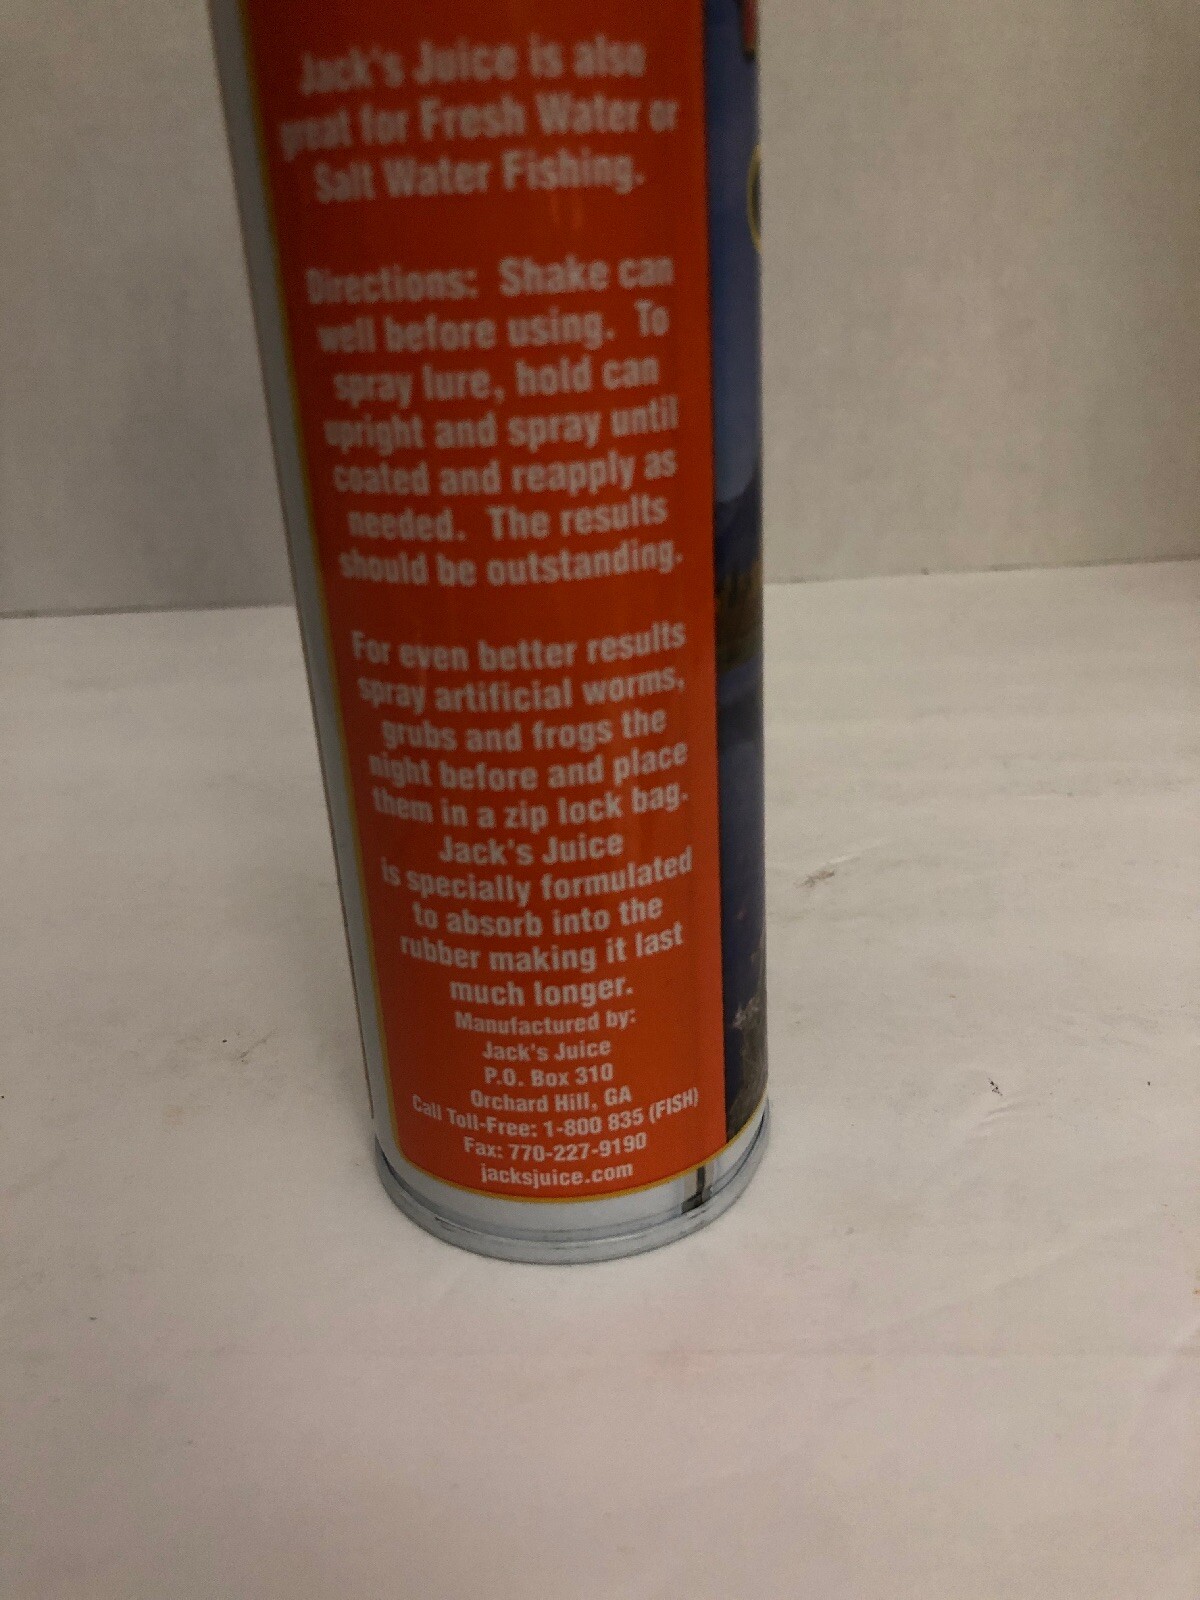 Jack's Juice is also
great for Fresh Water or
Salt Water Fishing.
Directions: Shake can
well before using. To
spray lure, hold can
upright and spray until
coated and reapply as
needed. The results
should be outstanding.
For even better results
spray artificial worms,
grubs and frogs the
night before and place
them in a zip lock bag.
Jack's Juice
is specially formulated
to absorb into the
rubber making it last
much longer.
Manufactured by:
Jack's Juice
P.O. Box 310
Orchard Hill, GA
Call Toll-Free: 1-800 835 (FISH)
Fax: 770-227-9190
jacksjuice.com